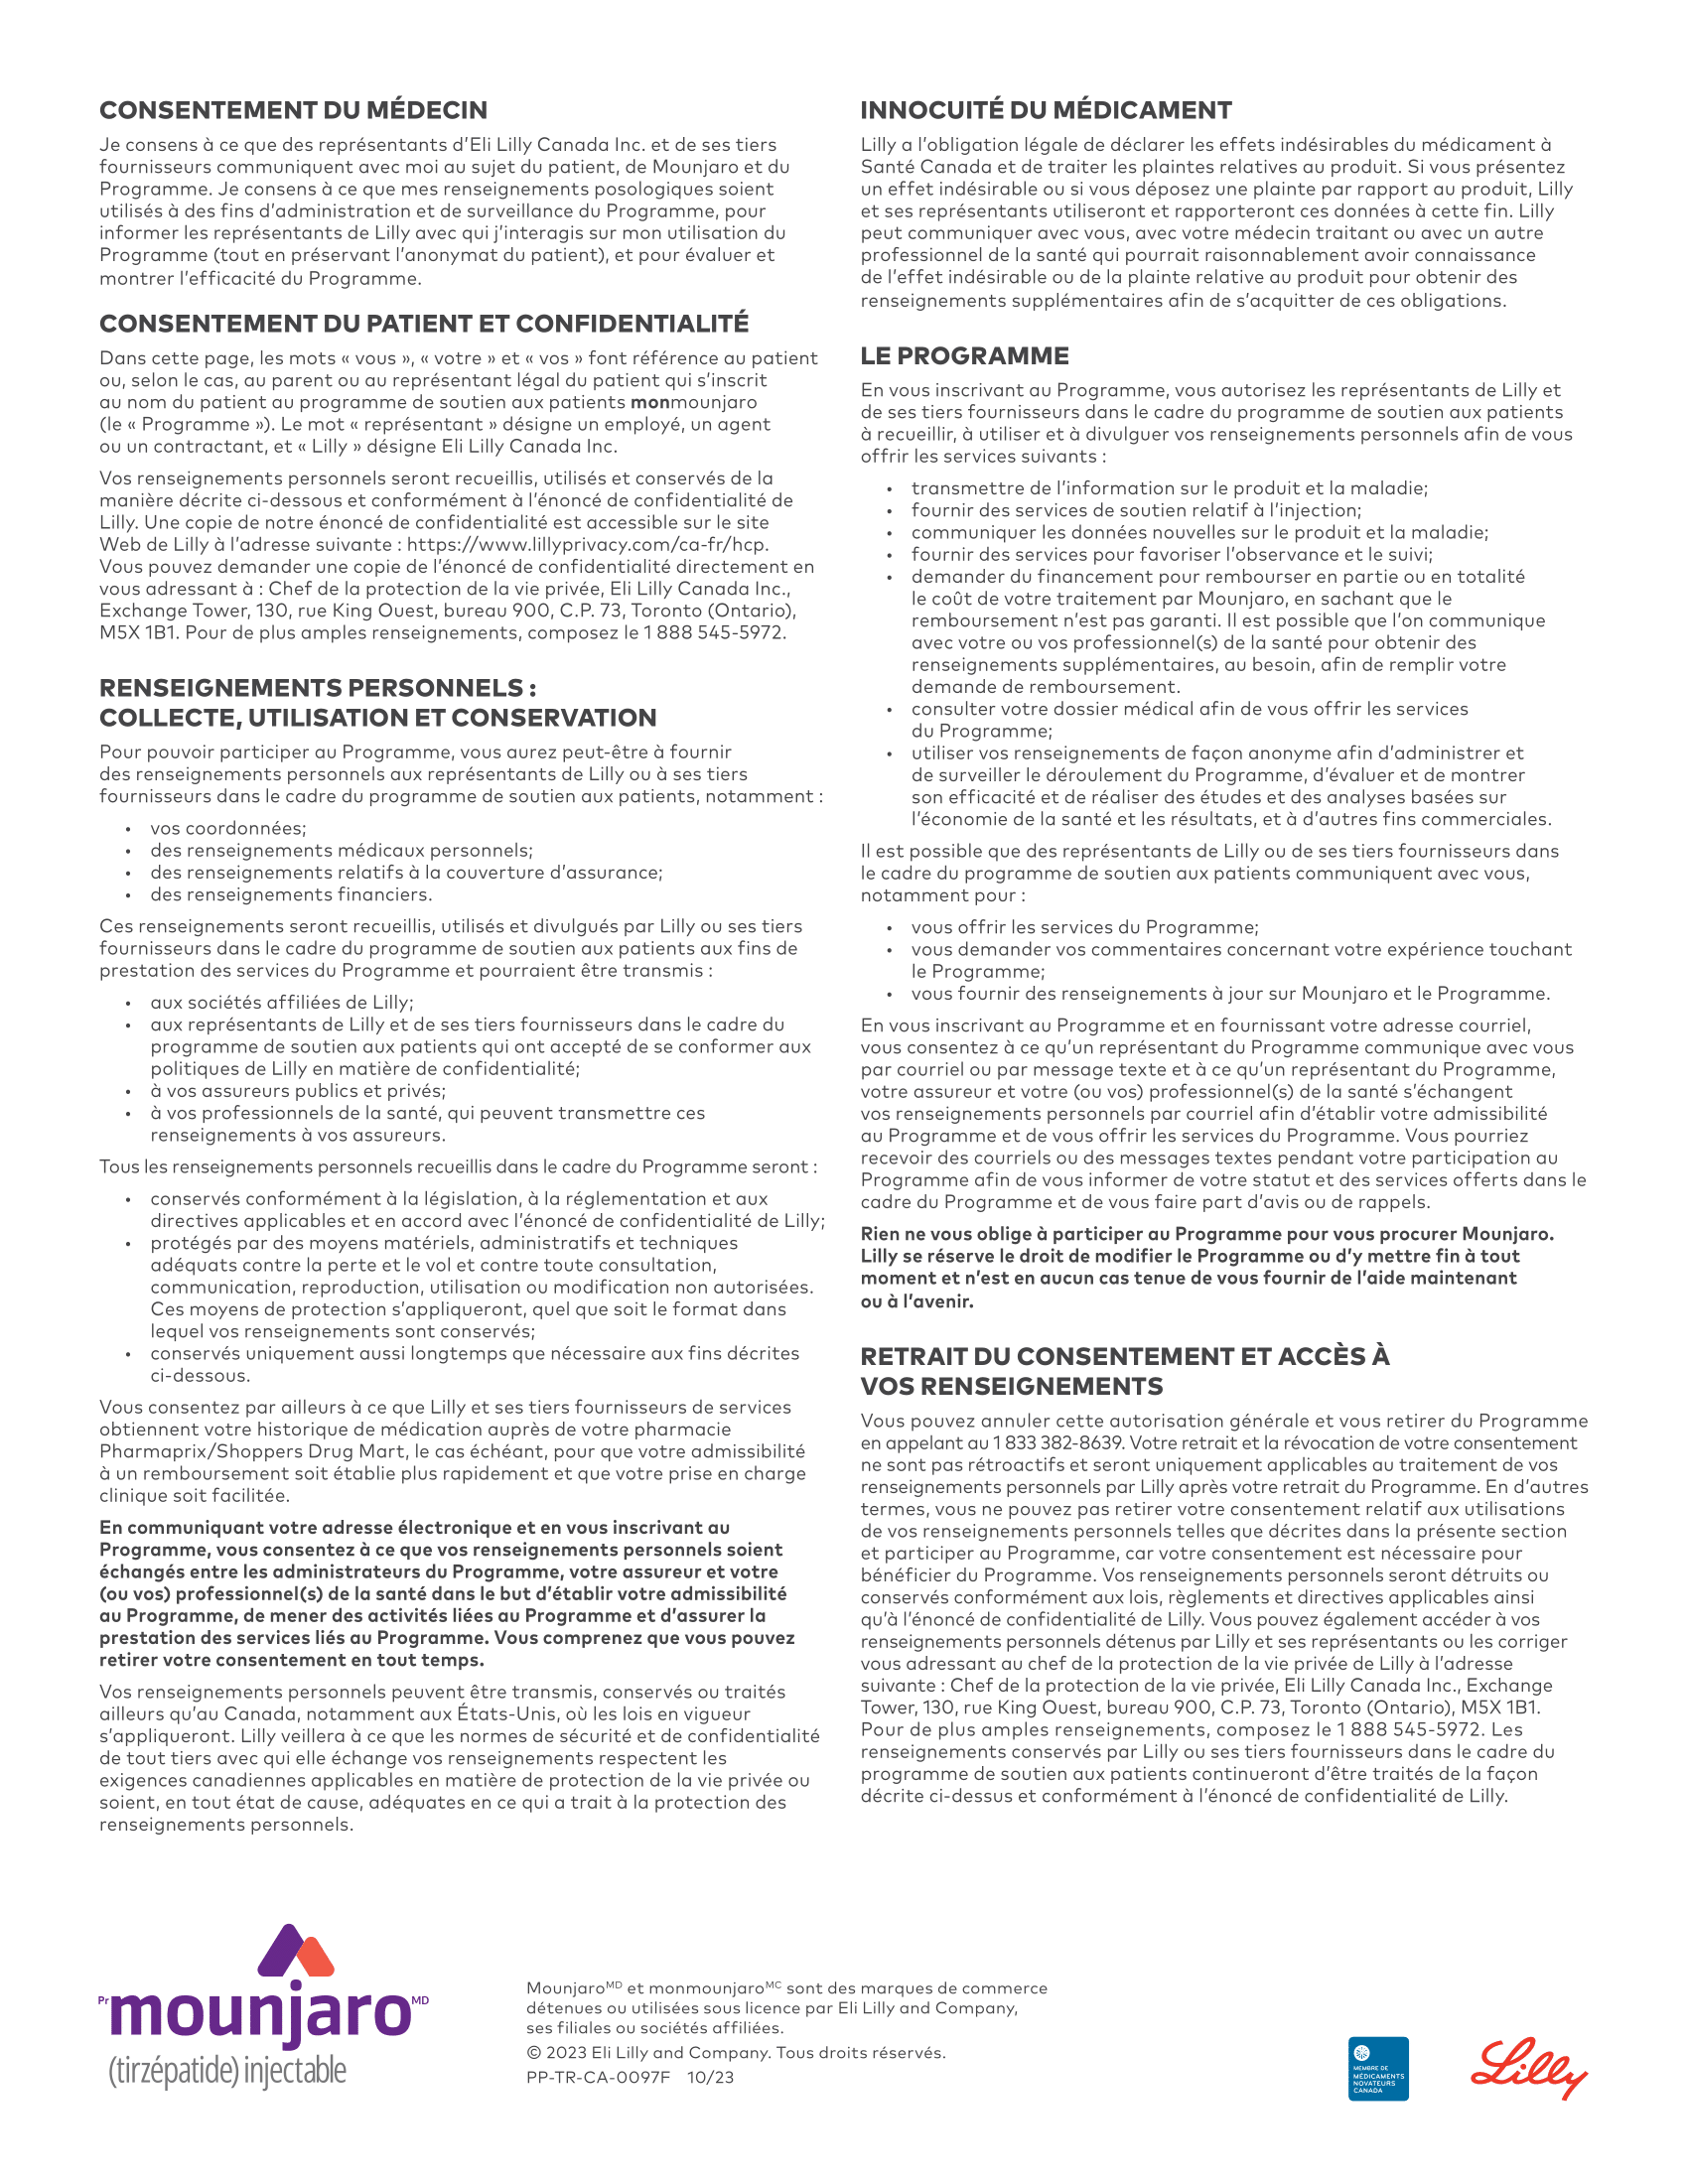 CONSENTEMENT DU MÉDECIN
Je consens à ce que des représentants d’Eli Lilly Canada Inc. et de ses tiers
fournisseurs communiquent avec moi au sujet du patient, de Mounjaro et du
Programme. Je consens à ce que mes renseignements posologiques soient
utilisés à des fins d’administration et de surveillance du Programme, pour
informer les représentants de Lilly avec qui j’interagis sur mon utilisation du
Programme (tout en préservant l’anonymat du patient), et pour évaluer et
montrer l’efficacité du Programme.
CONSENTEMENT DU PATIENT ET CONFIDENTIALITÉ
Dans cette page, les mots « vous », « votre » et « vos » font référence au patient
ou, selon le cas, au parent ou au représentant légal du patient qui s’inscrit
au nom du patient au programme de soutien aux patients monmounjaro
(le « Programme »). Le mot « représentant » désigne un employé, un agent
ou un contractant, et « Lilly » désigne Eli Lilly Canada Inc.
Vos renseignements personnels seront recueillis, utilisés et conservés de la
manière décrite ci-dessous et conformément à l’énoncé de confidentialité de
Lilly. Une copie de notre énoncé de confidentialité est accessible sur le site
Web de Lilly à l’adresse suivante : https://www.lillyprivacy.com/ca-fr/hcp.
Vous pouvez demander une copie de l’énoncé de confidentialité directement en
vous adressant à : Chef de la protection de la vie privée, Eli Lilly Canada Inc.,
Exchange Tower, 130, rue King Ouest, bureau 900, C.P. 73, Toronto (Ontario),
M5X 1B1. Pour de plus amples renseignements, composez le 1 888 545-5972.
RENSEIGNEMENTS PERSONNELS :
COLLECTE, UTILISATION ET CONSERVATION
Pour pouvoir participer au Programme, vous aurez peut-être à fournir
des renseignements personnels aux représentants de Lilly ou à ses tiers
fournisseurs dans le cadre du programme de soutien aux patients, notamment :
• vos coordonnées;
• des renseignements médicaux personnels;
• des renseignements relatifs à la couverture d’assurance;
• des renseignements financiers.
Ces renseignements seront recueillis, utilisés et divulgués par Lilly ou ses tiers
fournisseurs dans le cadre du programme de soutien aux patients aux fins de
prestation des services du Programme et pourraient être transmis :
• aux sociétés affiliées de Lilly;
• aux représentants de Lilly et de ses tiers fournisseurs dans le cadre du
programme de soutien aux patients qui ont accepté de se conformer aux
politiques de Lilly en matière de confidentialité;
• à vos assureurs publics et privés;
• à vos professionnels de la santé, qui peuvent transmettre ces
renseignements à vos assureurs.
Tous les renseignements personnels recueillis dans le cadre du Programme seront :
• conservés conformément à la législation, à la réglementation et aux
directives applicables et en accord avec l’énoncé de confidentialité de Lilly;
• protégés par des moyens matériels, administratifs et techniques
adéquats contre la perte et le vol et contre toute consultation,
communication, reproduction, utilisation ou modification non autorisées.
Ces moyens de protection s’appliqueront, quel que soit le format dans
lequel vos renseignements sont conservés;
• conservés uniquement aussi longtemps que nécessaire aux fins décrites
ci-dessous.
Vous consentez par ailleurs à ce que Lilly et ses tiers fournisseurs de services
obtiennent votre historique de médication auprès de votre pharmacie
Pharmaprix/Shoppers Drug Mart, le cas échéant, pour que votre admissibilité
à un remboursement soit établie plus rapidement et que votre prise en charge
clinique soit facilitée.
En communiquant votre adresse électronique et en vous inscrivant au
Programme, vous consentez à ce que vos renseignements personnels soient
échangés entre les administrateurs du Programme, votre assureur et votre
(ou vos) professionnel(s) de la santé dans le but d’établir votre admissibilité
au Programme, de mener des activités liées au Programme et d’assurer la
prestation des services liés au Programme. Vous comprenez que vous pouvez
retirer votre consentement en tout temps.
Vos renseignements personnels peuvent être transmis, conservés ou traités
ailleurs qu’au Canada, notamment aux États-Unis, où les lois en vigueur
s’appliqueront. Lilly veillera à ce que les normes de sécurité et de confidentialité
de tout tiers avec qui elle échange vos renseignements respectent les
exigences canadiennes applicables en matière de protection de la vie privée ou
soient, en tout état de cause, adéquates en ce qui a trait à la protection des
renseignements personnels.
INNOCUITÉ DU MÉDICAMENT
Lilly a l’obligation légale de déclarer les effets indésirables du médicament à
Santé Canada et de traiter les plaintes relatives au produit. Si vous présentez
un effet indésirable ou si vous déposez une plainte par rapport au produit, Lilly
et ses représentants utiliseront et rapporteront ces données à cette fin. Lilly
peut communiquer avec vous, avec votre médecin traitant ou avec un autre
professionnel de la santé qui pourrait raisonnablement avoir connaissance
de l’effet indésirable ou de la plainte relative au produit pour obtenir des
renseignements supplémentaires afin de s’acquitter de ces obligations.
LE PROGRAMME
En vous inscrivant au Programme, vous autorisez les représentants de Lilly et
de ses tiers fournisseurs dans le cadre du programme de soutien aux patients
à recueillir, à utiliser et à divulguer vos renseignements personnels afin de vous
offrir les services suivants :
• transmettre de l’information sur le produit et la maladie;
• fournir des services de soutien relatif à l’injection;
• communiquer les données nouvelles sur le produit et la maladie;
• fournir des services pour favoriser l’observance et le suivi;
• demander du financement pour rembourser en partie ou en totalité
le coût de votre traitement par Mounjaro, en sachant que le
remboursement n’est pas garanti. Il est possible que l’on communique
avec votre ou vos professionnel(s) de la santé pour obtenir des
renseignements supplémentaires, au besoin, afin de remplir votre
demande de remboursement.
• consulter votre dossier médical afin de vous offrir les services
du Programme;
• utiliser vos renseignements de façon anonyme afin d’administrer et
de surveiller le déroulement du Programme, d’évaluer et de montrer
son efficacité et de réaliser des études et des analyses basées sur
l’économie de la santé et les résultats, et à d’autres fins commerciales.
Il est possible que des représentants de Lilly ou de ses tiers fournisseurs dans
le cadre du programme de soutien aux patients communiquent avec vous,
notamment pour :
• vous offrir les services du Programme;
• vous demander vos commentaires concernant votre expérience touchant
le Programme;
• vous fournir des renseignements à jour sur Mounjaro et le Programme.
En vous inscrivant au Programme et en fournissant votre adresse courriel,
vous consentez à ce qu’un représentant du Programme communique avec vous
par courriel ou par message texte et à ce qu’un représentant du Programme,
votre assureur et votre (ou vos) professionnel(s) de la santé s’échangent
vos renseignements personnels par courriel afin d’établir votre admissibilité
au Programme et de vous offrir les services du Programme. Vous pourriez
recevoir des courriels ou des messages textes pendant votre participation au
Programme afin de vous informer de votre statut et des services offerts dans le
cadre du Programme et de vous faire part d’avis ou de rappels.
Rien ne vous oblige à participer au Programme pour vous procurer Mounjaro.
Lilly se réserve le droit de modifier le Programme ou d’y mettre fin à tout
moment et n’est en aucun cas tenue de vous fournir de l’aide maintenant
ou à l’avenir.
RETRAIT DU CONSENTEMENT ET ACCÈS À
VOS RENSEIGNEMENTS
Vous pouvez annuler cette autorisation générale et vous retirer du Programme
en appelant au 1 833 382-8639. Votre retrait et la révocation de votre consentement
ne sont pas rétroactifs et seront uniquement applicables au traitement de vos
renseignements personnels par Lilly après votre retrait du Programme. En d’autres
termes, vous ne pouvez pas retirer votre consentement relatif aux utilisations
de vos renseignements personnels telles que décrites dans la présente section
et participer au Programme, car votre consentement est nécessaire pour
bénéficier du Programme. Vos renseignements personnels seront détruits ou
conservés conformément aux lois, règlements et directives applicables ainsi
qu’à l’énoncé de confidentialité de Lilly. Vous pouvez également accéder à vos
renseignements personnels détenus par Lilly et ses représentants ou les corriger
vous adressant au chef de la protection de la vie privée de Lilly à l’adresse
suivante : Chef de la protection de la vie privée, Eli Lilly Canada Inc., Exchange
Tower, 130, rue King Ouest, bureau 900, C.P. 73, Toronto (Ontario), M5X 1B1.
Pour de plus amples renseignements, composez le 1 888 545-5972. Les
renseignements conservés par Lilly ou ses tiers fournisseurs dans le cadre du
programme de soutien aux patients continueront d’être traités de la façon
décrite ci-dessus et conformément à l’énoncé de confidentialité de Lilly.
Pr mounjaro MD
(tirzépatide) injectable
Mounjaro MD et monmounjaro MC sont des marques de commerce
détenues ou utilisées sous licence par Eli Lilly and Company,
ses filiales ou sociétés affiliées.
© 2023 Eli Lilly and Company. Tous droits réservés.
PP-TR-CA-0097F 10/23
MEMBRE DE
MÉDICAMENTS
NOVATEURS
CANADA
Lilly